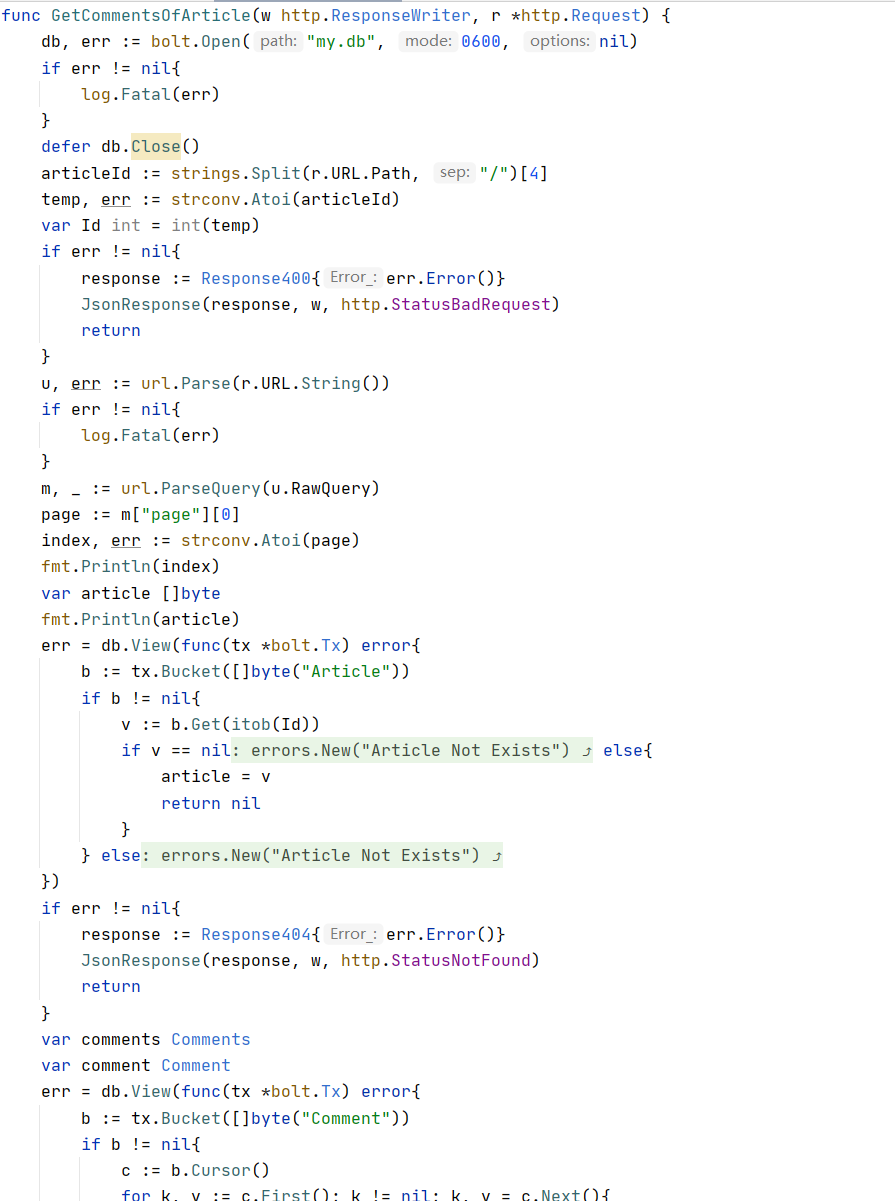 func GetCommentsOfArticle(w http.ResponseWriter, r *http.Request) {
    db, err := bolt.Open( path: "my.db", mode: 0600, options: nil)
    if err != nil{
        log.Fatal(err)
    }
    defer db.Close()
    articleId := strings.Split(r.URL.Path, sep: "/")[4]
    temp, err := strconv.Atoi(articleId)
    var Id int = int(temp)
    if err != nil{
        response := Response400{ Error_: err.Error()}
        JsonResponse(response, w, http.StatusBadRequest)
        return
    }
    u, err := url.Parse(r.URL.String())
    if err != nil{
        log.Fatal(err)
    }
    m, _ := url.ParseQuery(u.RawQuery)
    page := m["page"][0]
    index, err := strconv.Atoi(page)
    fmt.Println(index)
    var article []byte
    fmt.Println(article)
    err = db.View(func(tx *bolt.Tx) error{
        b := tx.Bucket([]byte("Article"))
        if b != nil{
            v := b.Get(itob(Id))
            if v == nil: errors.New("Article Not Exists") ⤴ else{
                article = v
                return nil
            }
        } else: errors.New("Article Not Exists") ⤴
    })
    if err != nil{
        response := Response404{ Error_: err.Error()}
        JsonResponse(response, w, http.StatusNotFound)
        return
    }
    var comments Comments
    var comment Comment
    err = db.View(func(tx *bolt.Tx) error{
        b := tx.Bucket([]byte("Comment"))
        if b != nil{
            c := b.Cursor()
            for k, v := c.First(); k != nil; k, v = c.Next(){